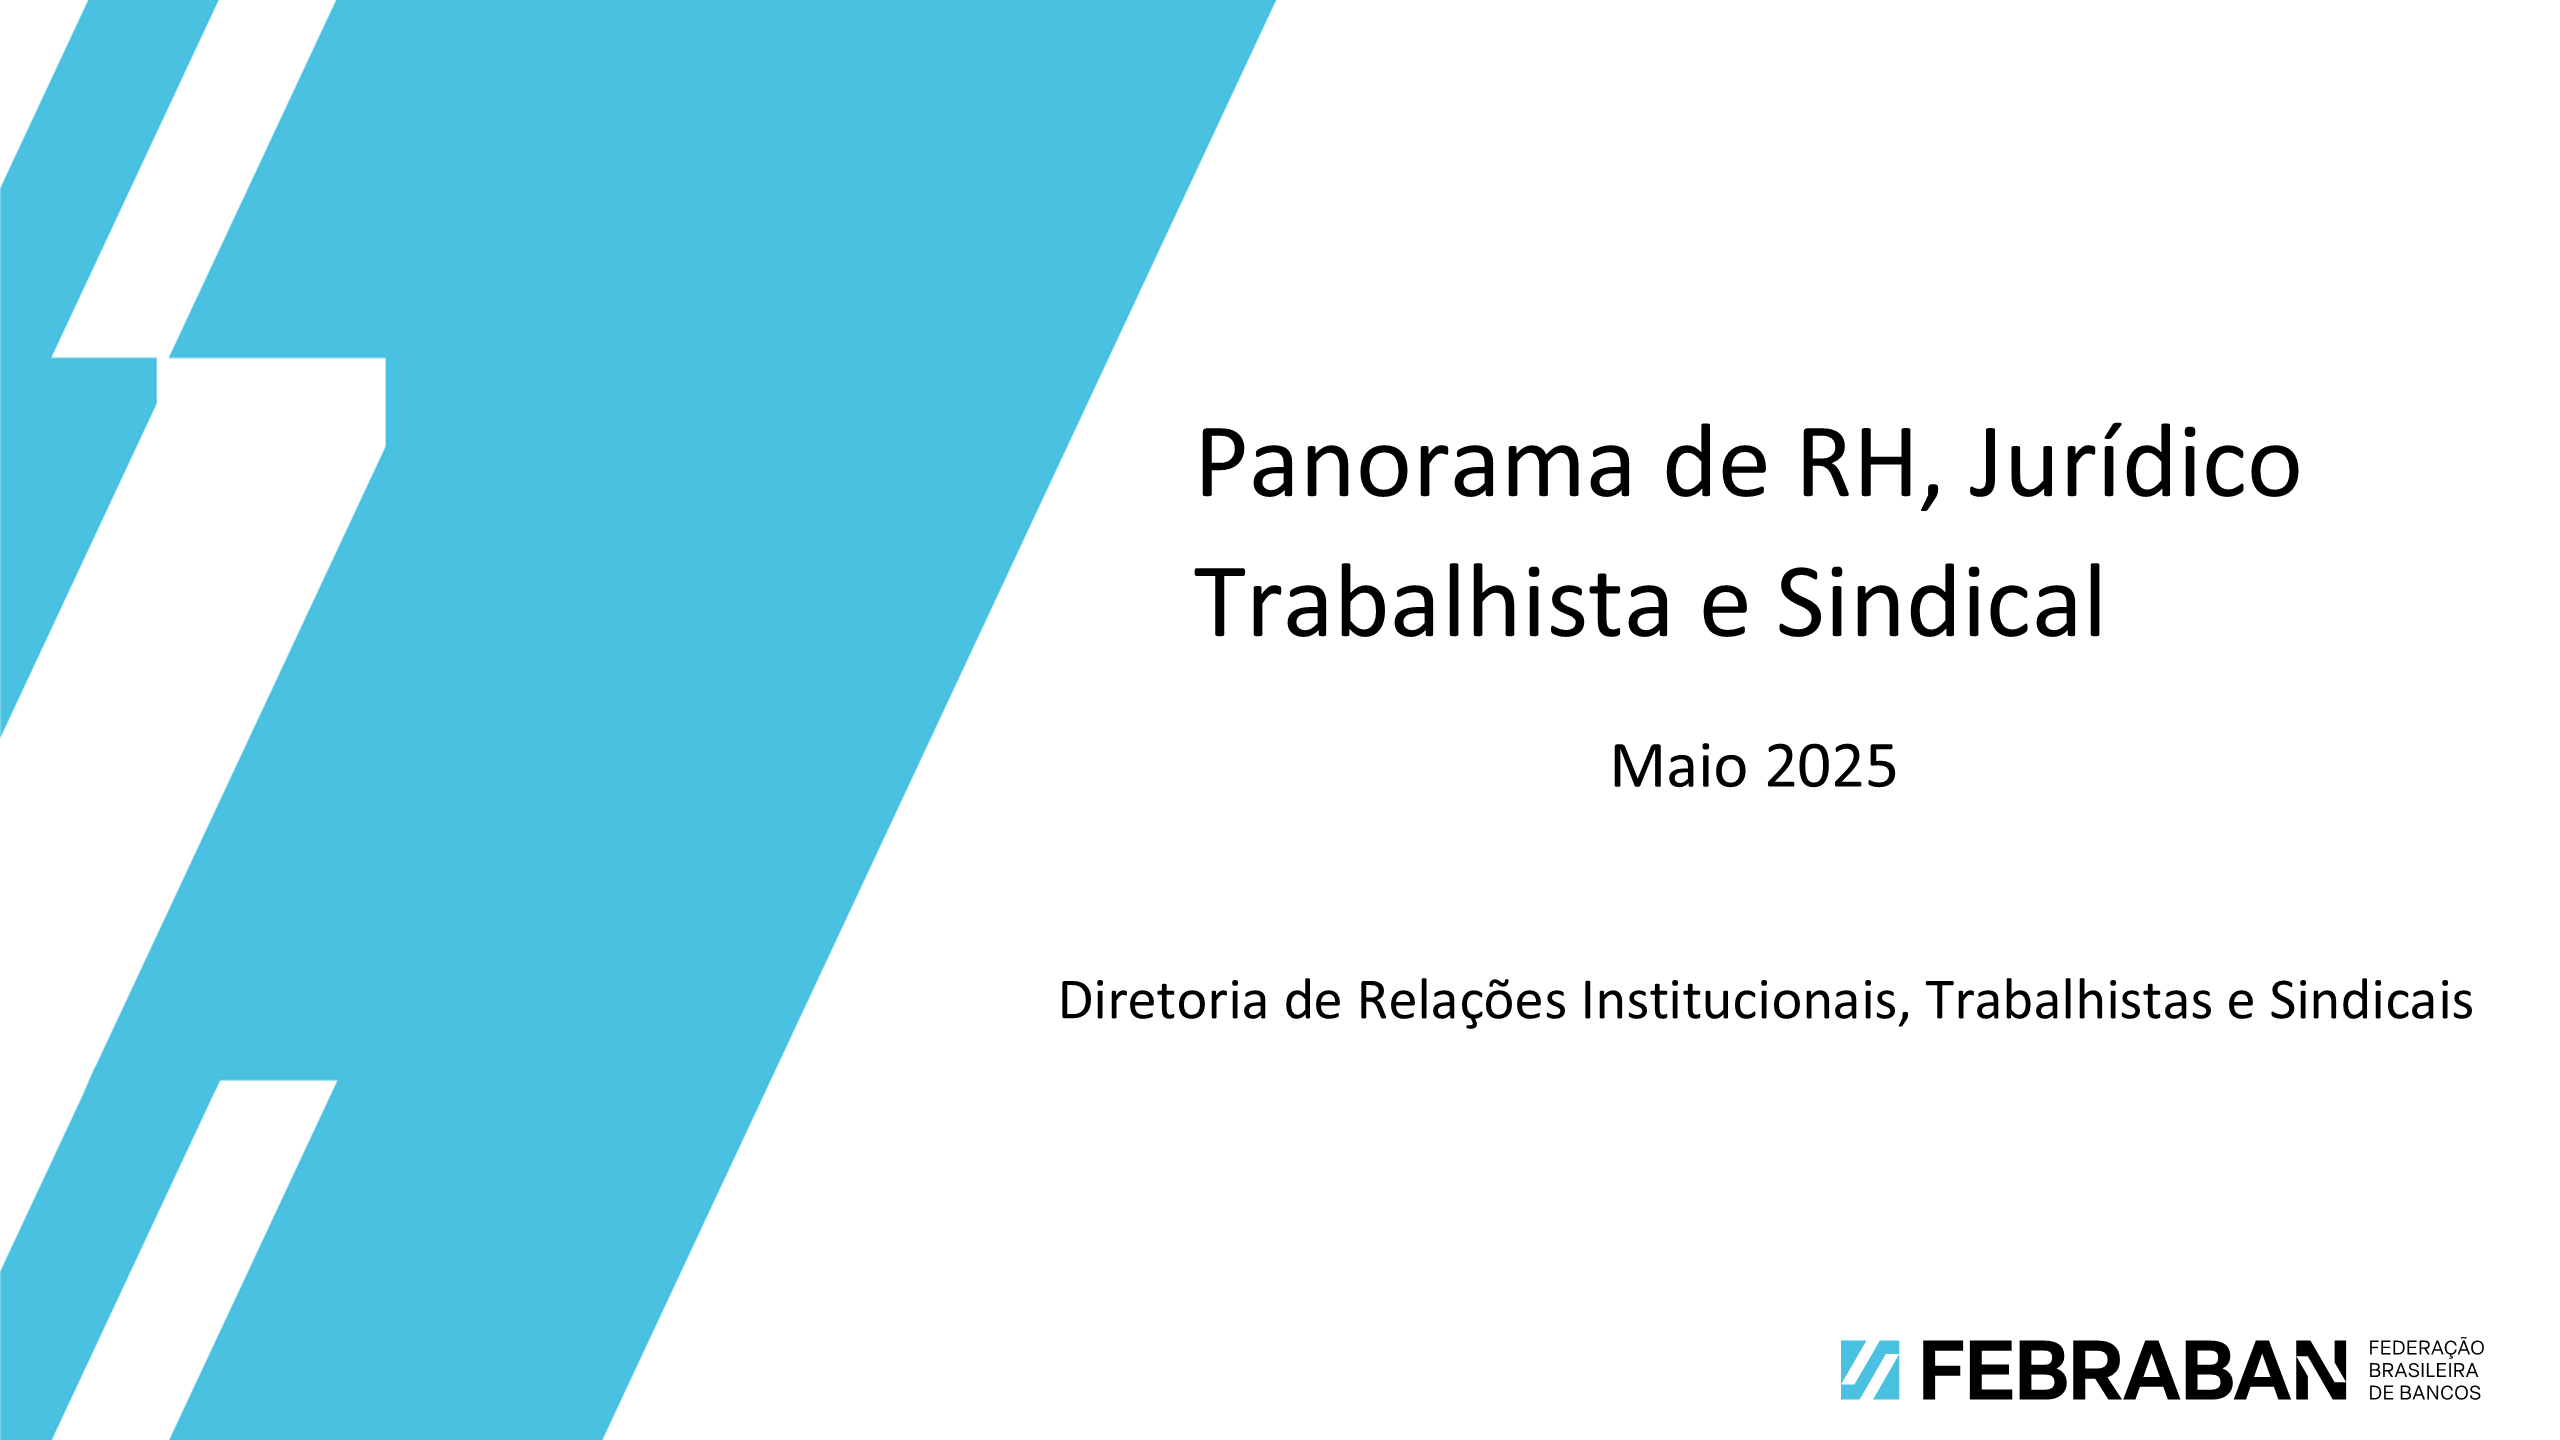 Panorama de RH, Jurídico
Trabalhista e Sindical
Maio 2025
Diretoria de Relações Institucionais, Trabalhistas e Sindicais
FEBRABAN
FEDERAÇÃO
BRASILEIRA
DE BANCOS